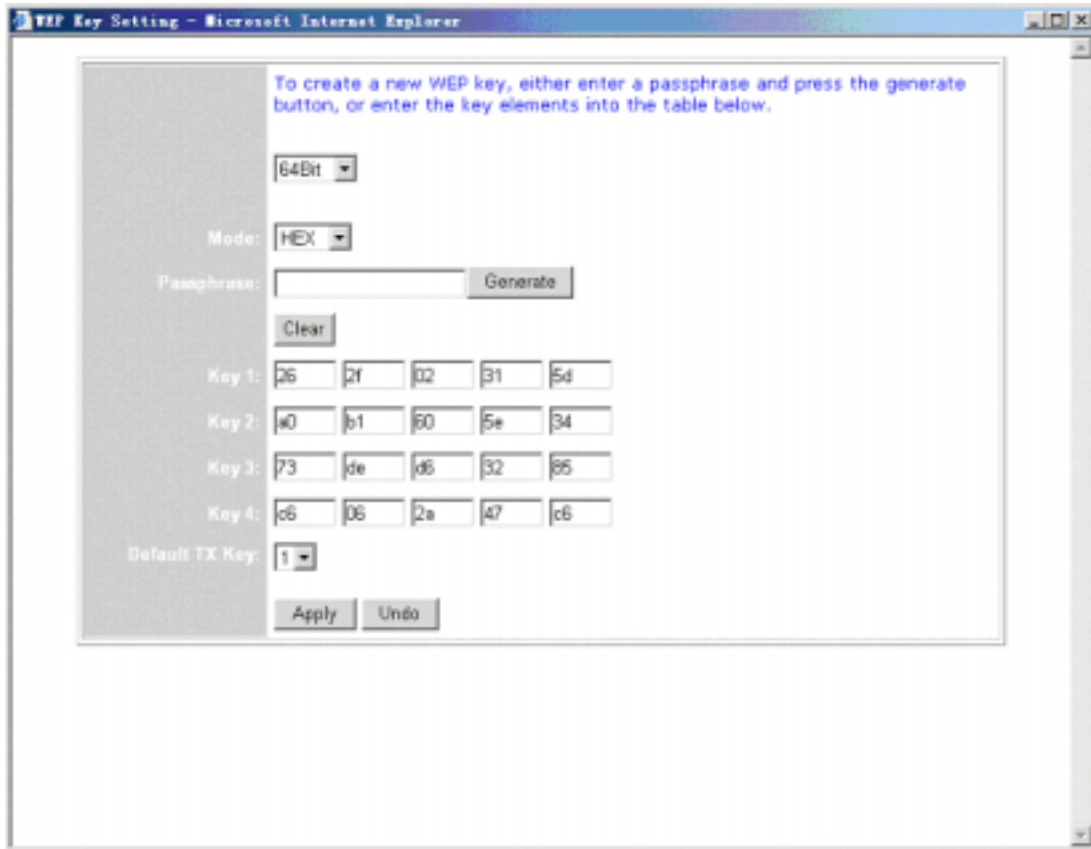 WEP Key Setting - Microsoft Internet Explorer
To create a new WEP key, either enter a passphrase and press the generate
button, or enter the key elements into the table below.
64Bit
Mode: HEX
Passphrase: Generate
Clear
Key 1: 26 2f 02 31 5d
Key 2: a0 b1 60 5e 34
Key 3: 73 de d6 32 85
Key 4: c6 06 2a 47 c6
Default TX Key: 1
Apply Undo